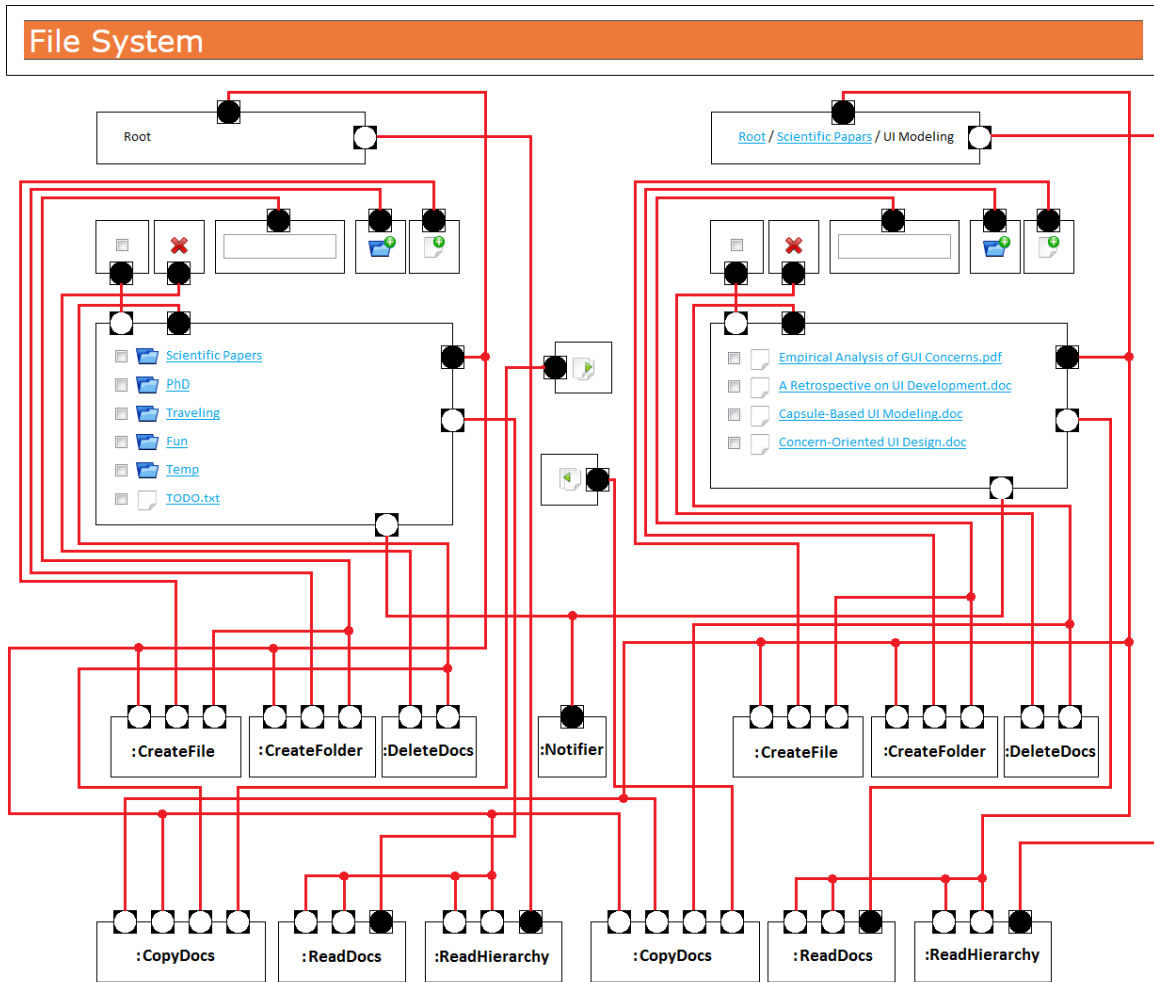 File System
Root
Root / Scientific Papars / UI Modeling
Scientific Papers
PhD
Traveling
Fun
Temp
TODO.txt
Empirical Analysis of GUI Concerns.pdf
A Retrospective on UI Development.doc
Capsule-Based UI Modeling.doc
Concern-Oriented UI Design.doc
:CreateFile
:CreateFolder
:DeleteDocs
:Notifier
:CreateFile
:CreateFolder
:DeleteDocs
:CopyDocs
:ReadDocs
:ReadHierarchy
:CopyDocs
:ReadDocs
:ReadHierarchy